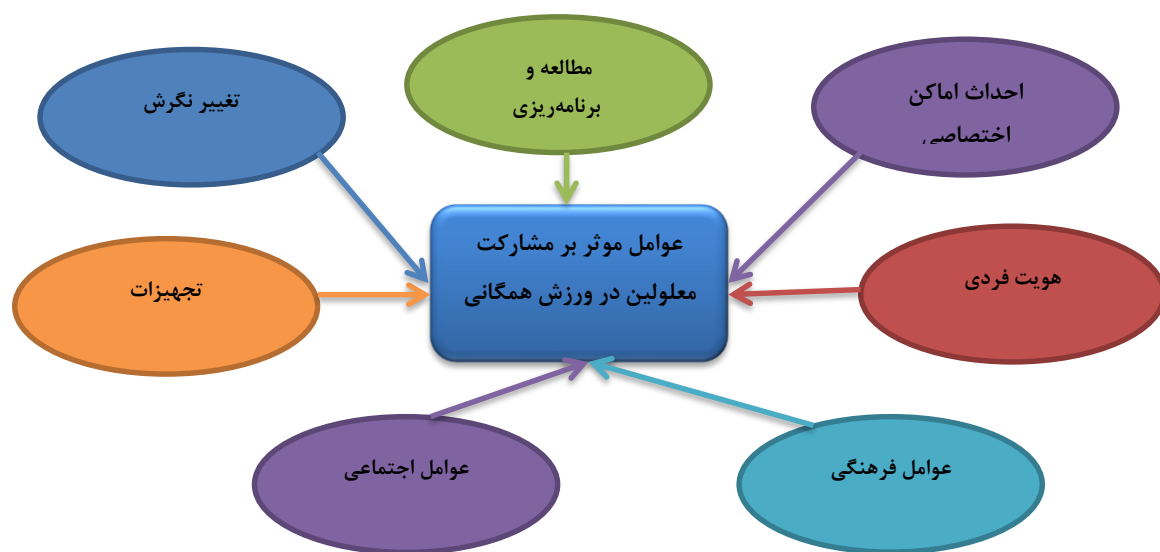 مطالعه و
برنامه‌ریزی
احداث اماکن
اختصاصی
تغییر نگرش
عوامل موثر بر مشارکت
معلولین در ورزش همگانی
هویت فردی
تجهیزات
عوامل فرهنگی
عوامل اجتماعی